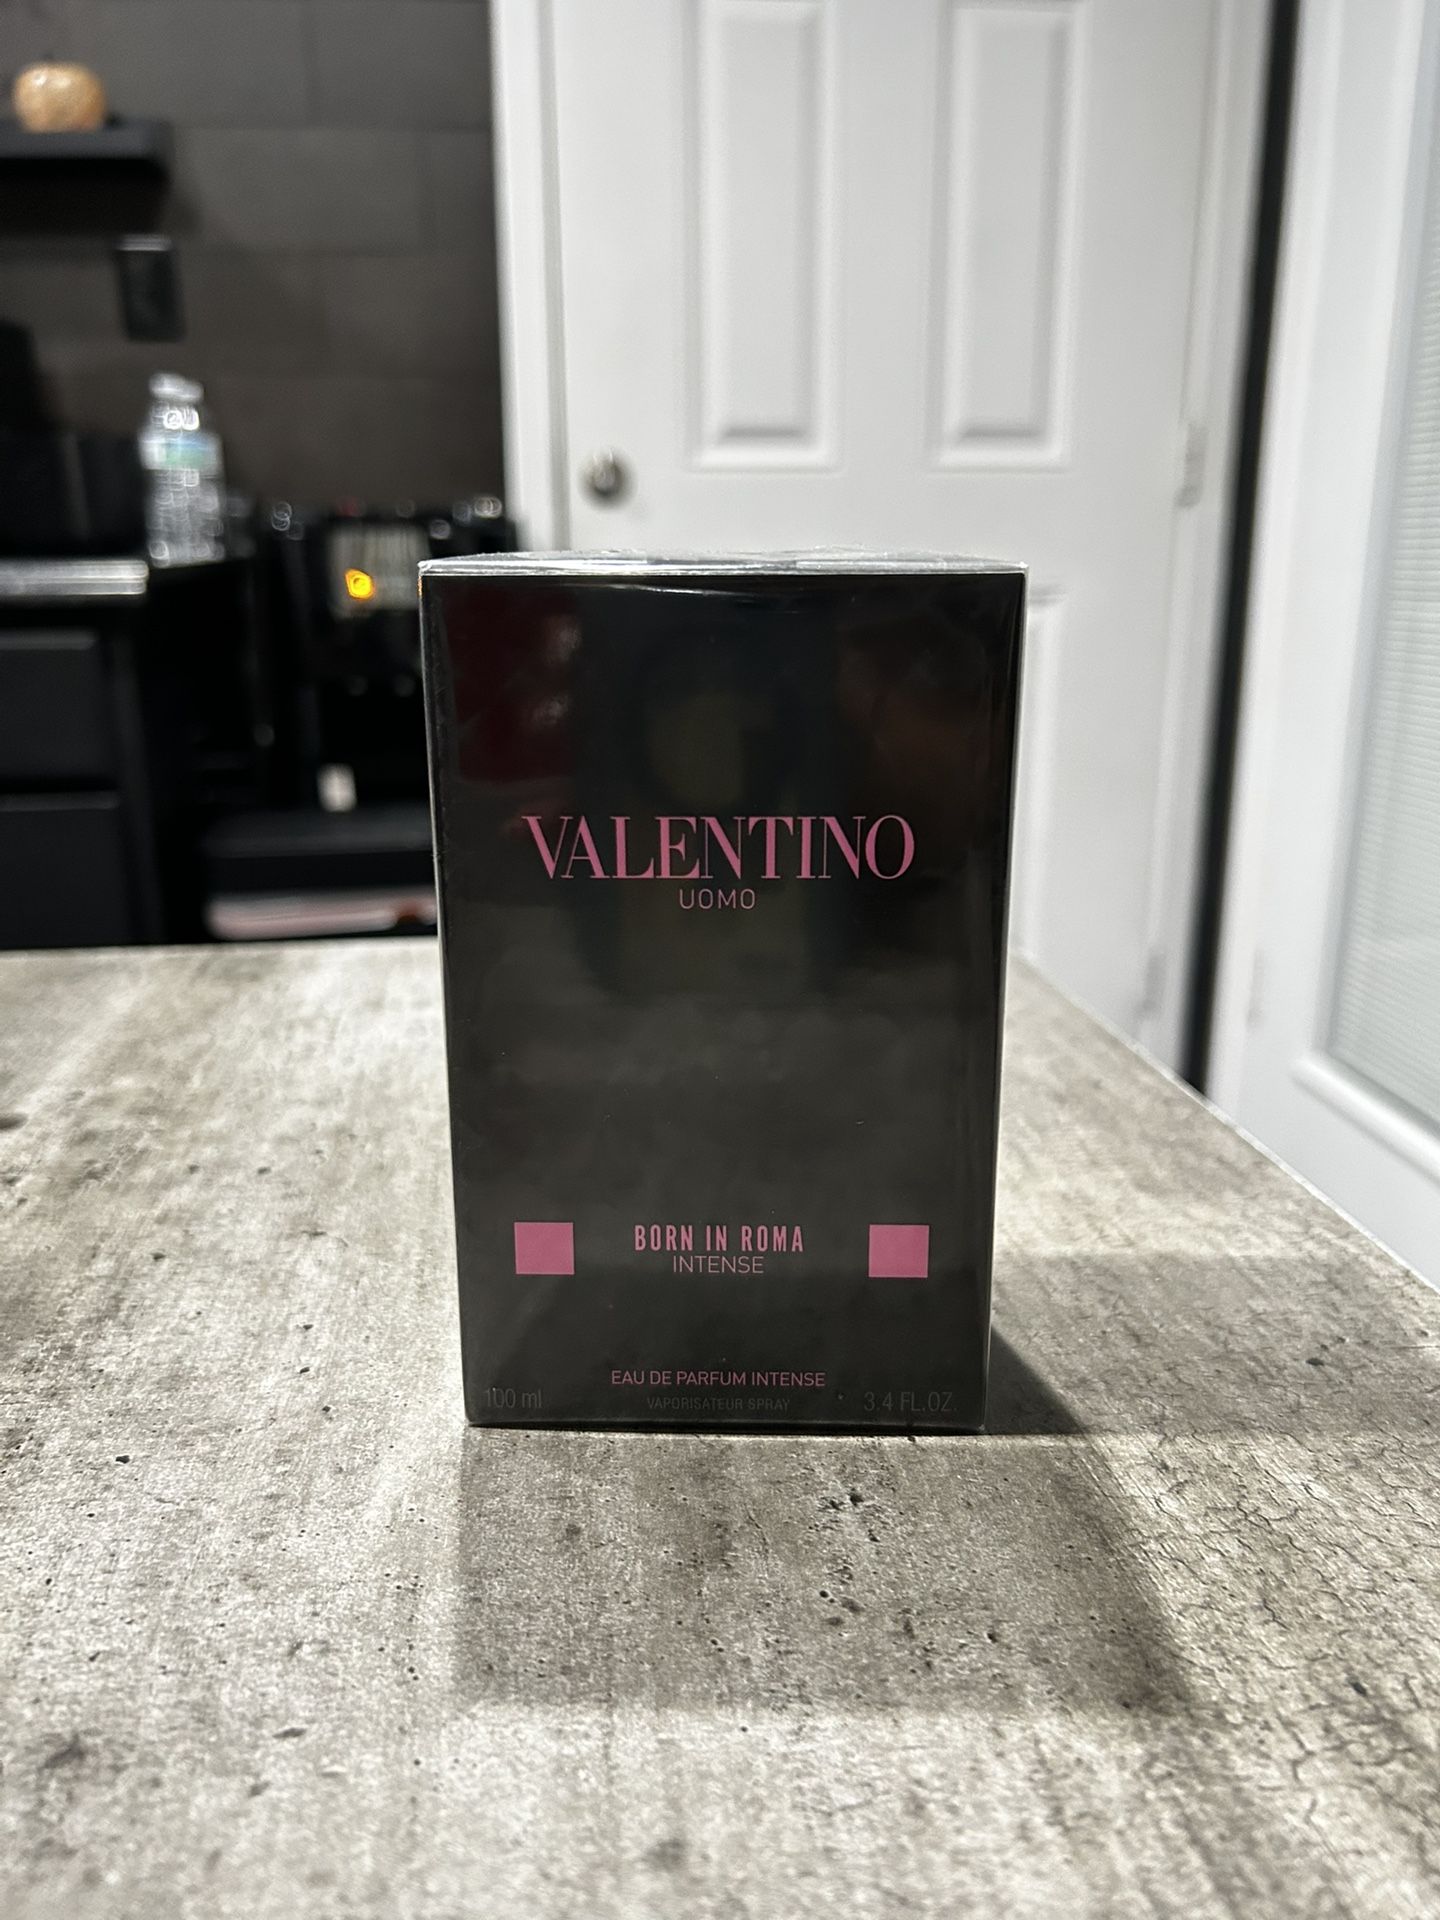 VALENTINO
UOMO
BORN IN ROMA
INTENSE
EAU DE PARFUM INTENSE
100 ml VAPORISATEUR SPRAY 3.4 FL.OZ.